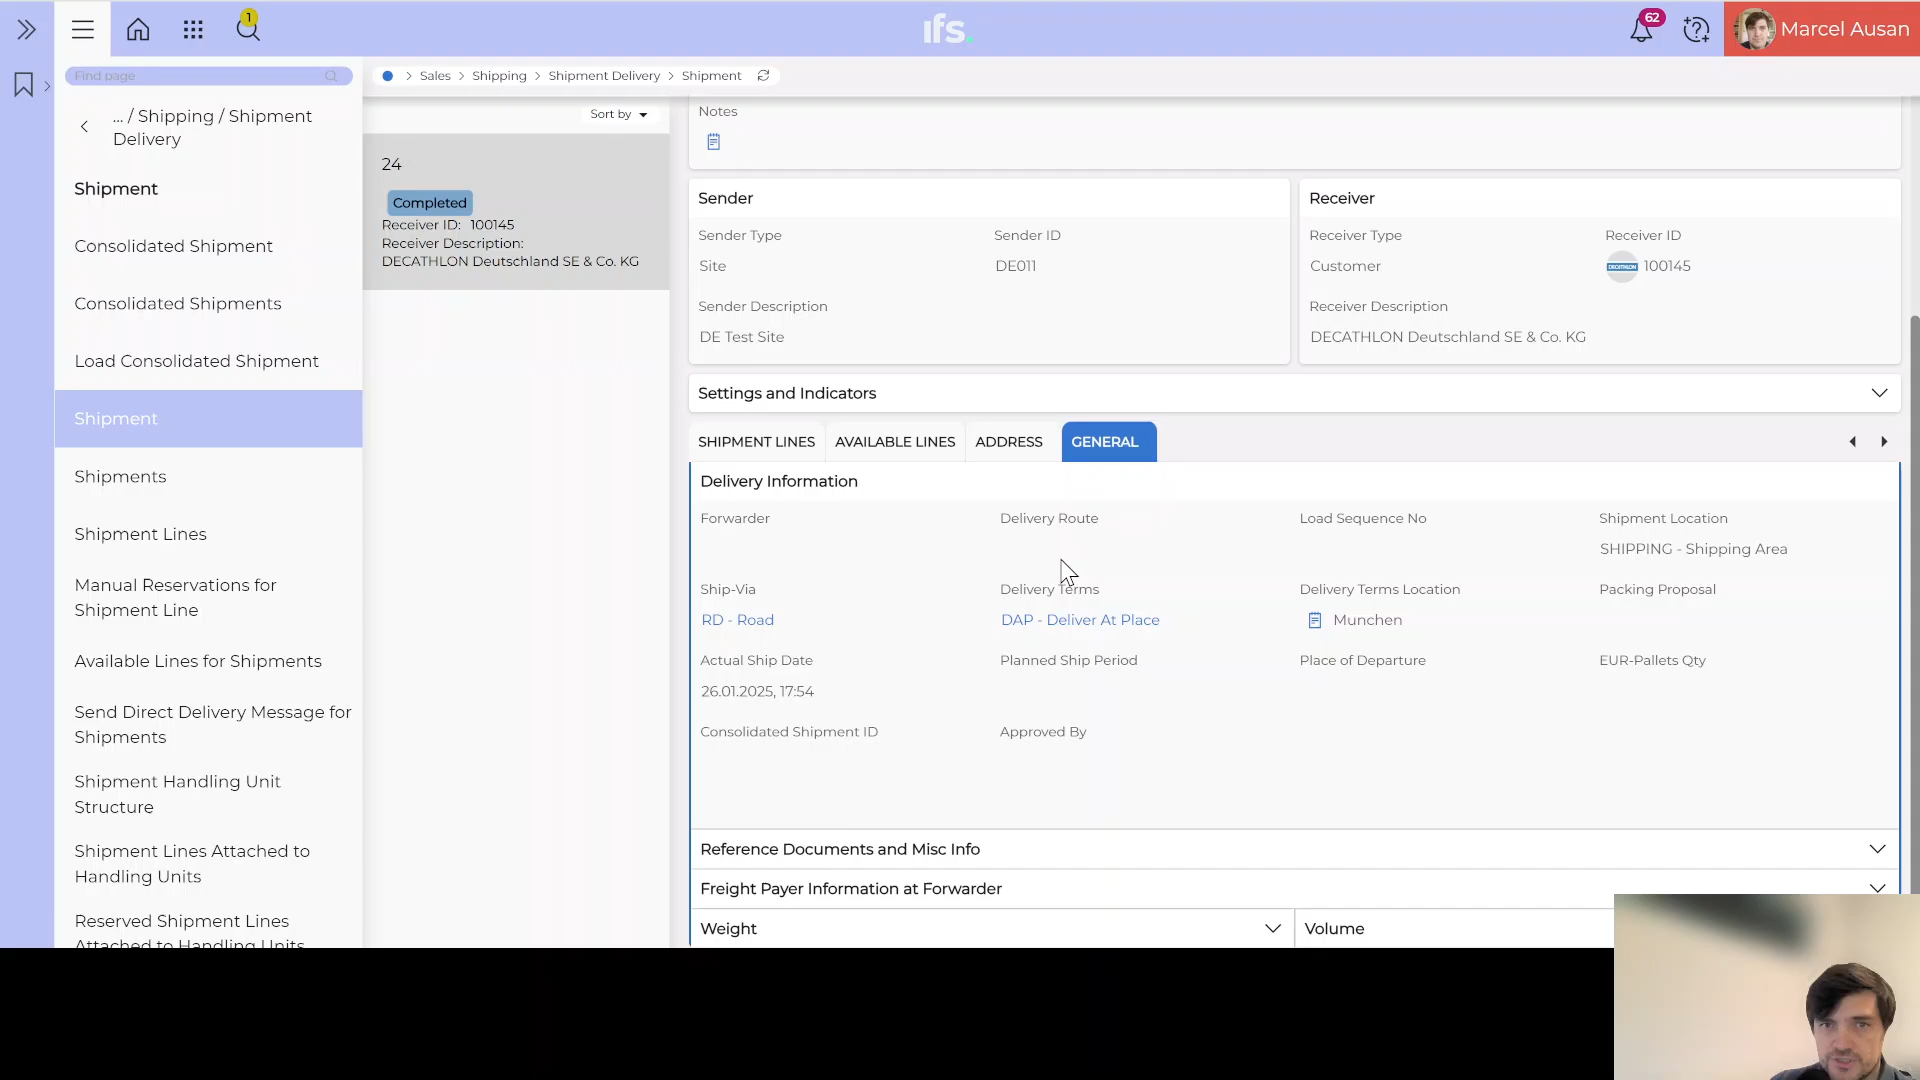 1
ifs.
62
Marcel Ausan
Find page
Sales
Shipping
Shipment Delivery
Shipment
... / Shipping / Shipment
Delivery
Shipment
Consolidated Shipment
Consolidated Shipments
Load Consolidated Shipment
Shipment
Shipments
Shipment Lines
Manual Reservations for
Shipment Line
Available Lines for Shipments
Send Direct Delivery Message for
Shipments
Shipment Handling Unit
Structure
Shipment Lines Attached to
Handling Units
Reserved Shipment Lines
Attached to Handling Units
Sort by
24
Completed
Receiver ID: 100145
Receiver Description:
DECATHLON Deutschland SE & Co. KG
Notes
Sender
Sender Type
Sender ID
Site
DE011
Sender Description
DE Test Site
Receiver
Receiver Type
Receiver ID
Customer
DECATHLON
100145
Receiver Description
DECATHLON Deutschland SE & Co. KG
Settings and Indicators
SHIPMENT LINES
AVAILABLE LINES
ADDRESS
GENERAL
Delivery Information
Forwarder
Delivery Route
Load Sequence No
Shipment Location
SHIPPING - Shipping Area
Ship-Via
Delivery Terms
Delivery Terms Location
Packing Proposal
RD - Road
DAP - Deliver At Place
Munchen
Actual Ship Date
Planned Ship Period
Place of Departure
EUR-Pallets Qty
26.01.2025, 17:54
Consolidated Shipment ID
Approved By
Reference Documents and Misc Info
Freight Payer Information at Forwarder
Weight
Volume